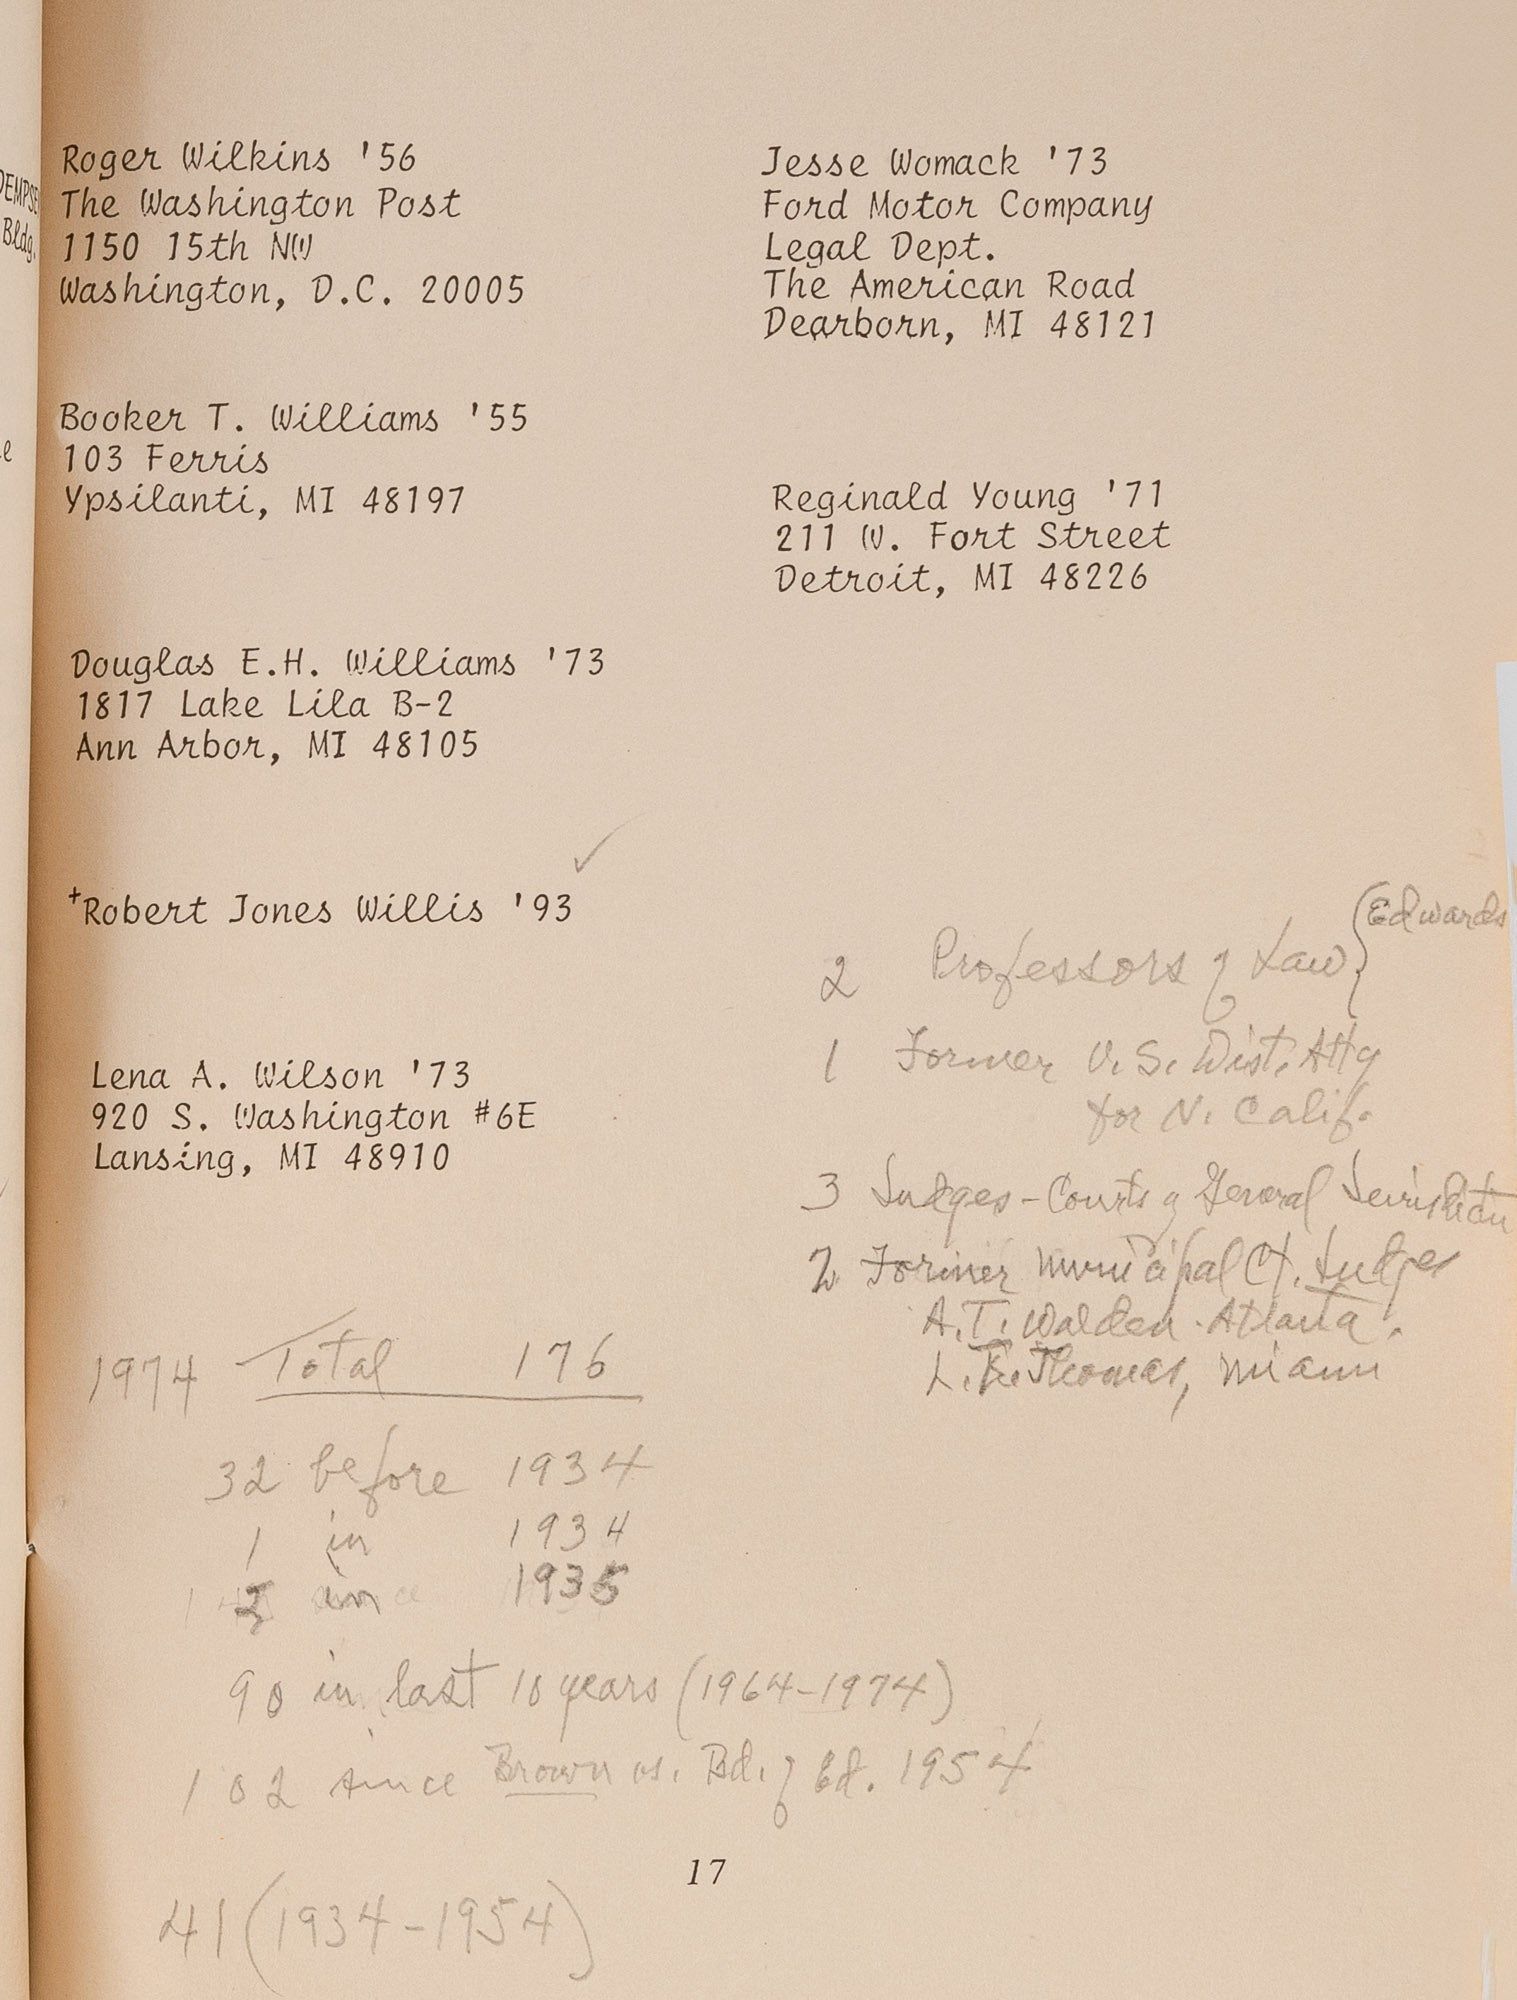 DEMPSE
Bldg.
Roger Wilkins '56
The Washington Post
1150 15th NW
Washington, D.C. 20005
Booker T. Williams '55
103 Ferris
Ypsilanti, MI 48197
Douglas E.H. Williams '73
1817 Lake Lila B-2
Ann Arbor, MI 48105
+Robert Jones Willis '93
Lena A. Wilson '73
920 S. Washington #6E
Lansing, MI 48910
1974 Total 176
32 before 1934
1 in 1934
1935
90 in last 10 years (1964-1974)
102 since Brown vs. Bd. of Ed. 1954
41 (1934-1954)
Jesse Womack '73
Ford Motor Company
Legal Dept.
The American Road
Dearborn, MI 48121
Reginald Young '71
211 W. Fort Street
Detroit, MI 48226
2 Professors of Law { Edwards
1 Former U.S. Dist. Atty
for N. Calif.
3 Judges - Courts of General Jurisdiction
2 Former Municipal Ct. Judges
A.T. Walden - Atlanta.
L.E. Thomas, Miami
17